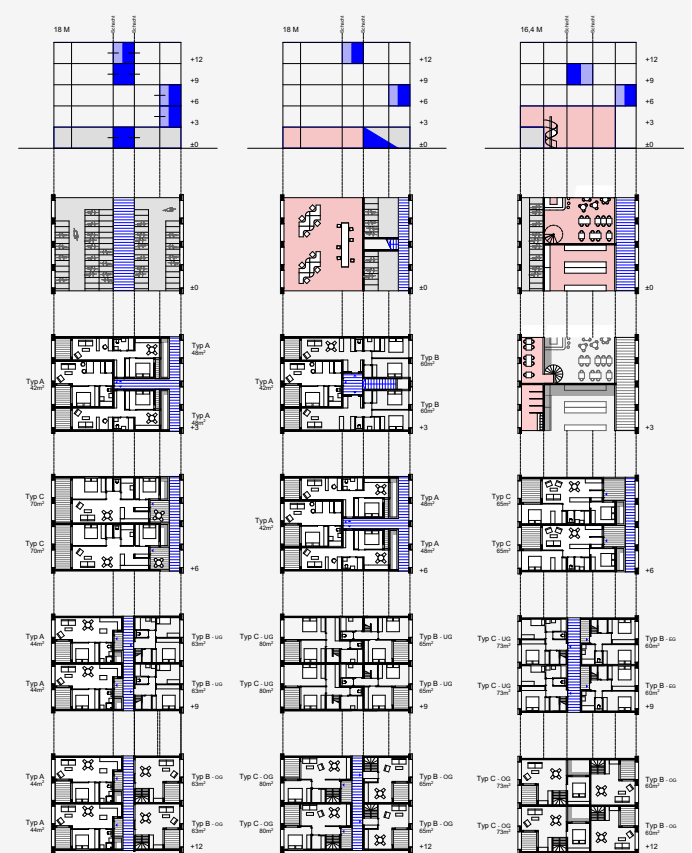 18 M
Schacht
Schacht
18 M
Schacht
Schacht
16,4 M
Schacht
Schacht
+12
+9
+6
+3
±0
+12
+9
+6
+3
±0
+12
+9
+6
+3
±0
±0
±0
±0
Typ A
42m²
Typ A
48m²
Typ A
48m²
+3
Typ A
42m²
Typ B
60m²
Typ B
60m²
+3
+3
Typ C
70m²
Typ C
70m²
+6
Typ A
42m²
Typ A
48m²
Typ A
48m²
+6
Typ C
65m²
Typ C
65m²
+6
Typ A
44m²
Typ A
44m²
Typ B - UG
63m²
Typ B - UG
63m²
+9
Typ C - UG
80m²
Typ C - UG
80m²
Typ B - UG
65m²
Typ B - UG
65m²
+9
Typ C - UG
73m²
Typ C - UG
73m²
Typ B - EG
60m²
Typ B - EG
60m²
+9
Typ A
44m²
Typ A
44m²
Typ B - OG
63m²
Typ B - OG
63m²
+12
Typ C - OG
80m²
Typ C - OG
80m²
Typ B - OG
65m²
Typ B - OG
65m²
+12
Typ C - OG
73m²
Typ C - OG
73m²
Typ B - OG
60m²
Typ B - OG
60m²
+12